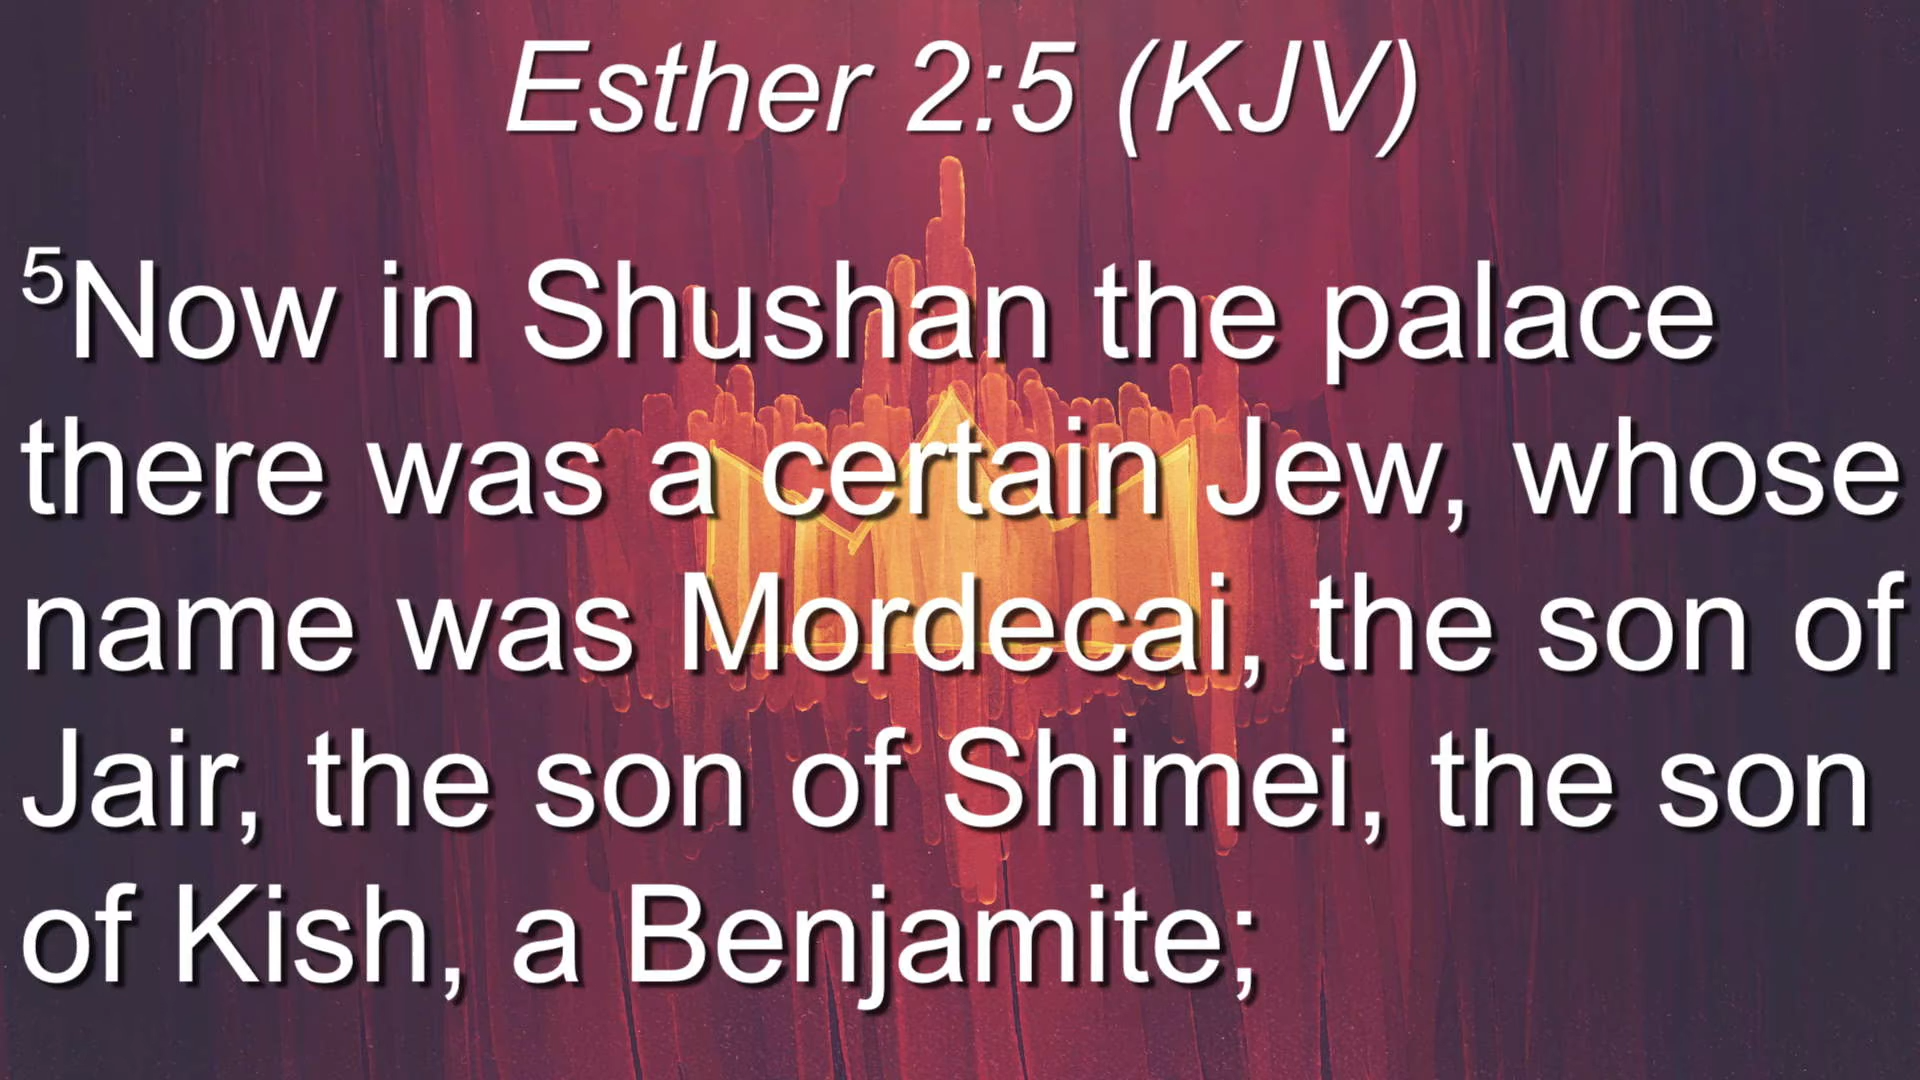 Esther 2:5 (KJV)
5Now in Shushan the palace
there was a certain Jew, whose
name was Mordecai, the son of
Jair, the son of Shimei, the son
of Kish, a Benjamite;